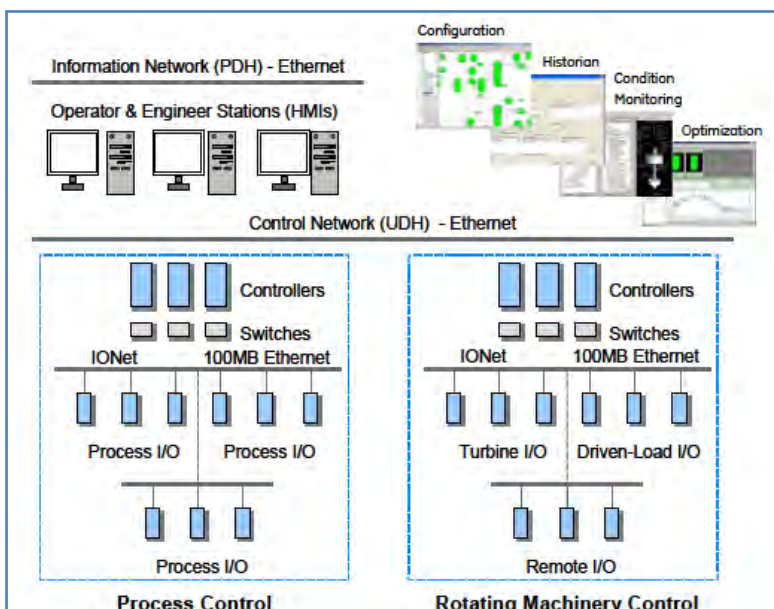 Configuration
Information Network (PDH) - Ethernet
Historian
Condition
Monitoring
Operator & Engineer Stations (HMIs)
Optimization
Control Network (UDH) - Ethernet
Controllers
Controllers
Switches
Switches
IONet
100MB Ethernet
IONet
100MB Ethernet
Process I/O
Process I/O
Turbine I/O
Driven-Load I/O
Process I/O
Remote I/O
Process Control
Rotating Machinery Control